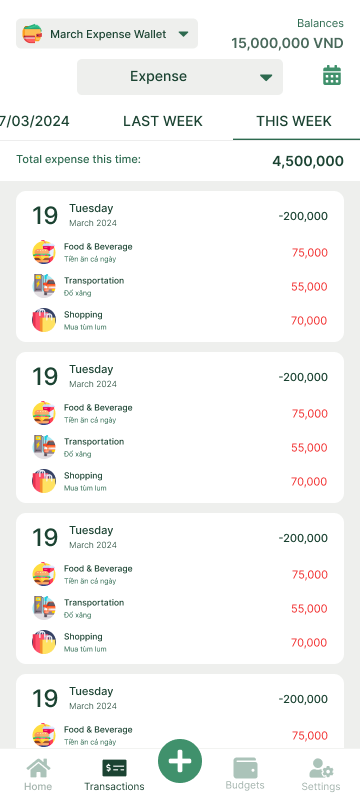 March Expense Wallet
Balances
15,000,000 VND
Expense
7/03/2024 LAST WEEK THIS WEEK
Total expense this time: 4,500,000
19 Tuesday -200,000
March 2024
Food & Beverage 75,000
Tiền ăn cả ngày
Transportation 55,000
Đổ xăng
Shopping 70,000
Mua tùm lum
19 Tuesday -200,000
March 2024
Food & Beverage 75,000
Tiền ăn cả ngày
Transportation 55,000
Đổ xăng
Shopping 70,000
Mua tùm lum
19 Tuesday -200,000
March 2024
Food & Beverage 75,000
Tiền ăn cả ngày
Transportation 55,000
Đổ xăng
Shopping 70,000
Mua tùm lum
19 Tuesday -200,000
March 2024
Food & Beverage 75,000
Tiền ăn cả ngày
Home Transactions Budgets Settings